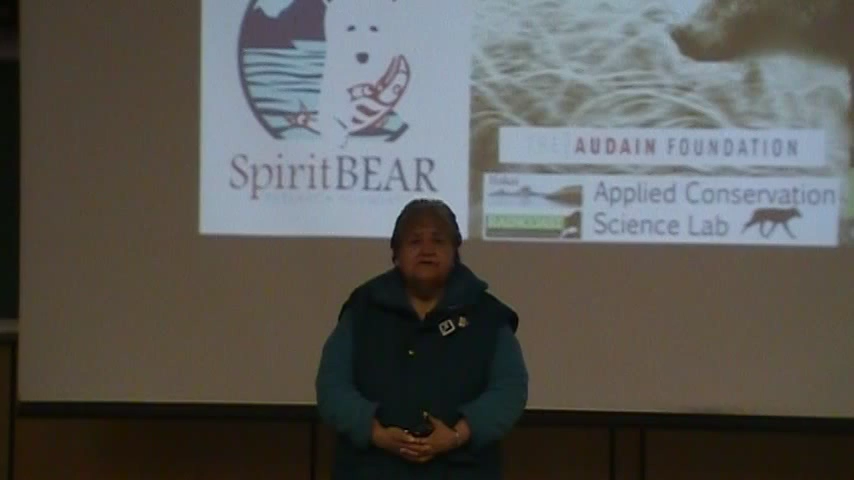 SpiritBEAR
AUDAIN FOUNDATION
Applied Conservation
Science Lab